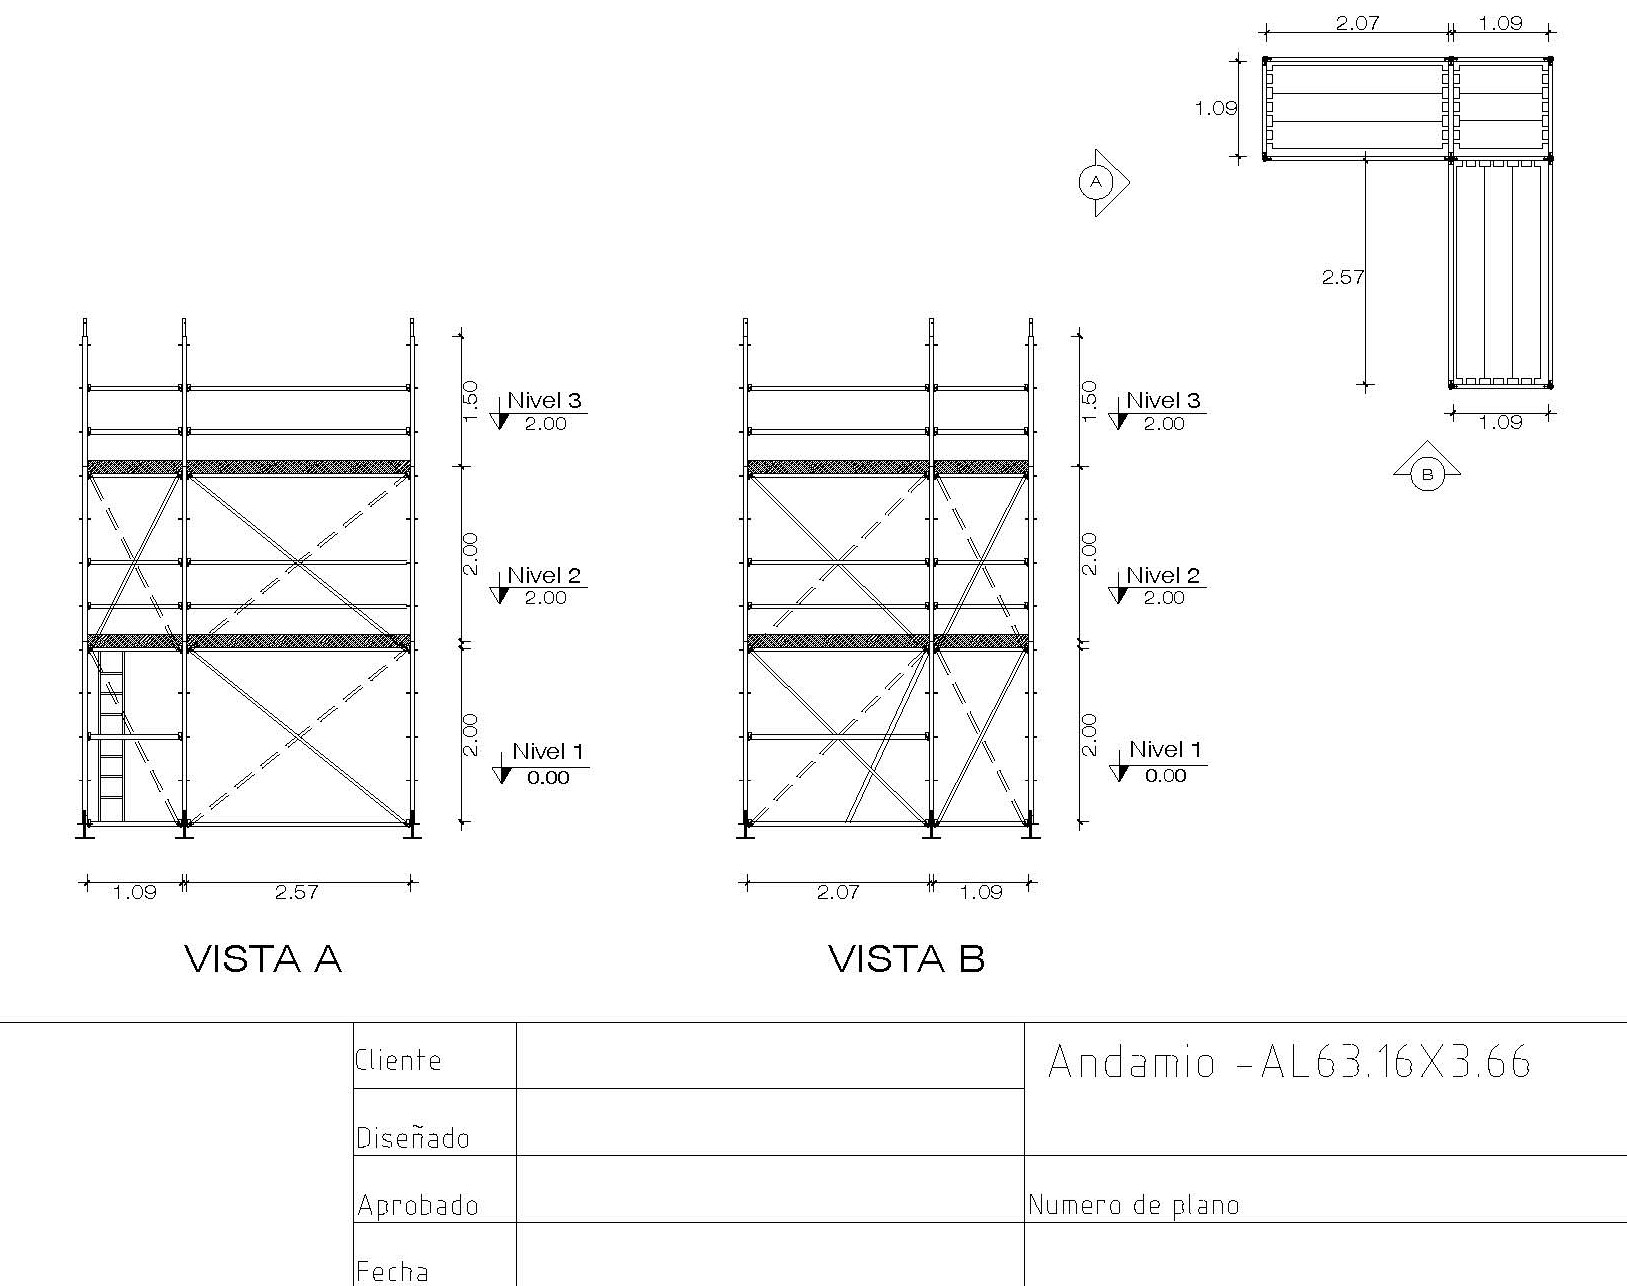 2.07 1.09
1.09
A
2.57
1.09
B
1.50
Nivel 3
2.00
2.00
Nivel 2
2.00
2.00
Nivel 1
0.00
1.09 2.57
VISTA A
1.50
Nivel 3
2.00
2.00
Nivel 2
2.00
2.00
Nivel 1
0.00
2.07 1.09
VISTA B
Cliente
Andamio -AL63.16X3.66
Diseñado
Aprobado
Numero de plano
Fecha